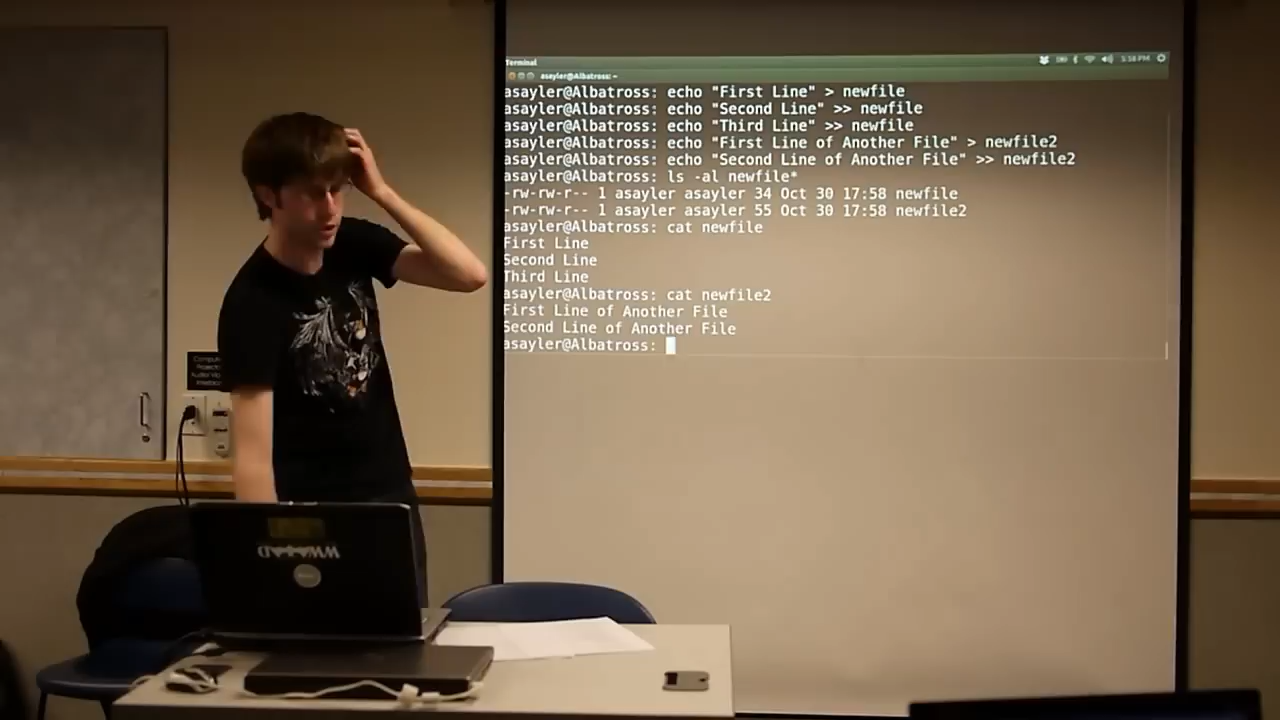 Terminal
5:58 PM
asayler@Albatross: ~
asayler@Albatross: echo "First Line" > newfile
asayler@Albatross: echo "Second Line" >> newfile
asayler@Albatross: echo "Third Line" >> newfile
asayler@Albatross: echo "First Line of Another File" > newfile2
asayler@Albatross: echo "Second Line of Another File" >> newfile2
asayler@Albatross: ls -al newfile*
-rw-rw-r-- 1 asayler asayler 34 Oct 30 17:58 newfile
-rw-rw-r-- 1 asayler asayler 55 Oct 30 17:58 newfile2
asayler@Albatross: cat newfile
First Line
Second Line
Third Line
asayler@Albatross: cat newfile2
First Line of Another File
Second Line of Another File
asayler@Albatross: